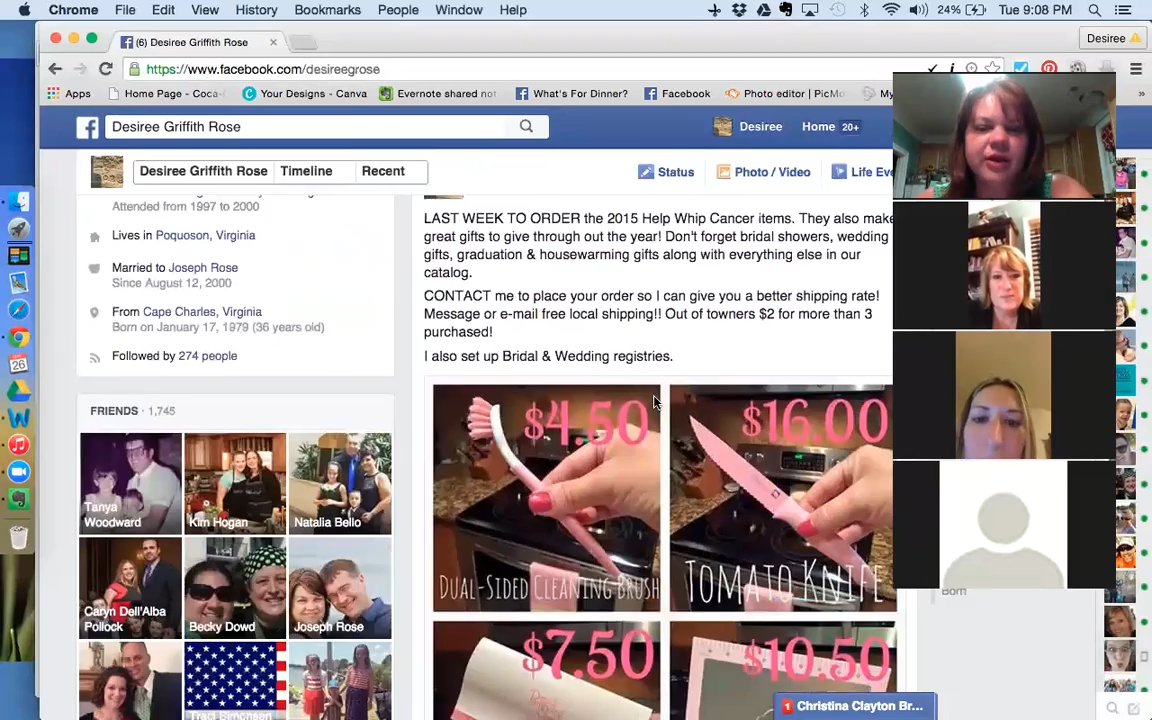 Chrome File Edit View History Bookmarks People Window Help 24% Tue 9:08 PM
(6) Desiree Griffith Rose Desiree
https://www.facebook.com/desireegrose
Apps Home Page - Coca- Your Designs - Canva Evernote shared not What's For Dinner? Facebook Photo editor | PicMo My
Desiree Griffith Rose Desiree Home 20+
Desiree Griffith Rose Timeline Recent Status Photo / Video Life Eve
Attended from 1997 to 2000
Lives in Poquoson, Virginia
Married to Joseph Rose
Since August 12, 2000
From Cape Charles, Virginia
Born on January 17, 1979 (36 years old)
Followed by 274 people
FRIENDS · 1,745
Tanya
Woodward
Kim Hogan
Natalia Bello
Caryn Dell'Alba
Pollock
Becky Dowd
Joseph Rose
Traci Simonsen
LAST WEEK TO ORDER the 2015 Help Whip Cancer items. They also make
great gifts to give through out the year! Don't forget bridal showers, wedding
gifts, graduation & housewarming gifts along with everything else in our
catalog.
CONTACT me to place your order so I can give you a better shipping rate!
Message or e-mail free local shipping!! Out of towners $2 for more than 3
purchased!
I also set up Bridal & Wedding registries.
$4.50
DUAL-SIDED CLEANING BRUSH
$16.00
TOMATO KNIFE
$7.50
$10.50
Born
1 Christina Clayton Br...
26